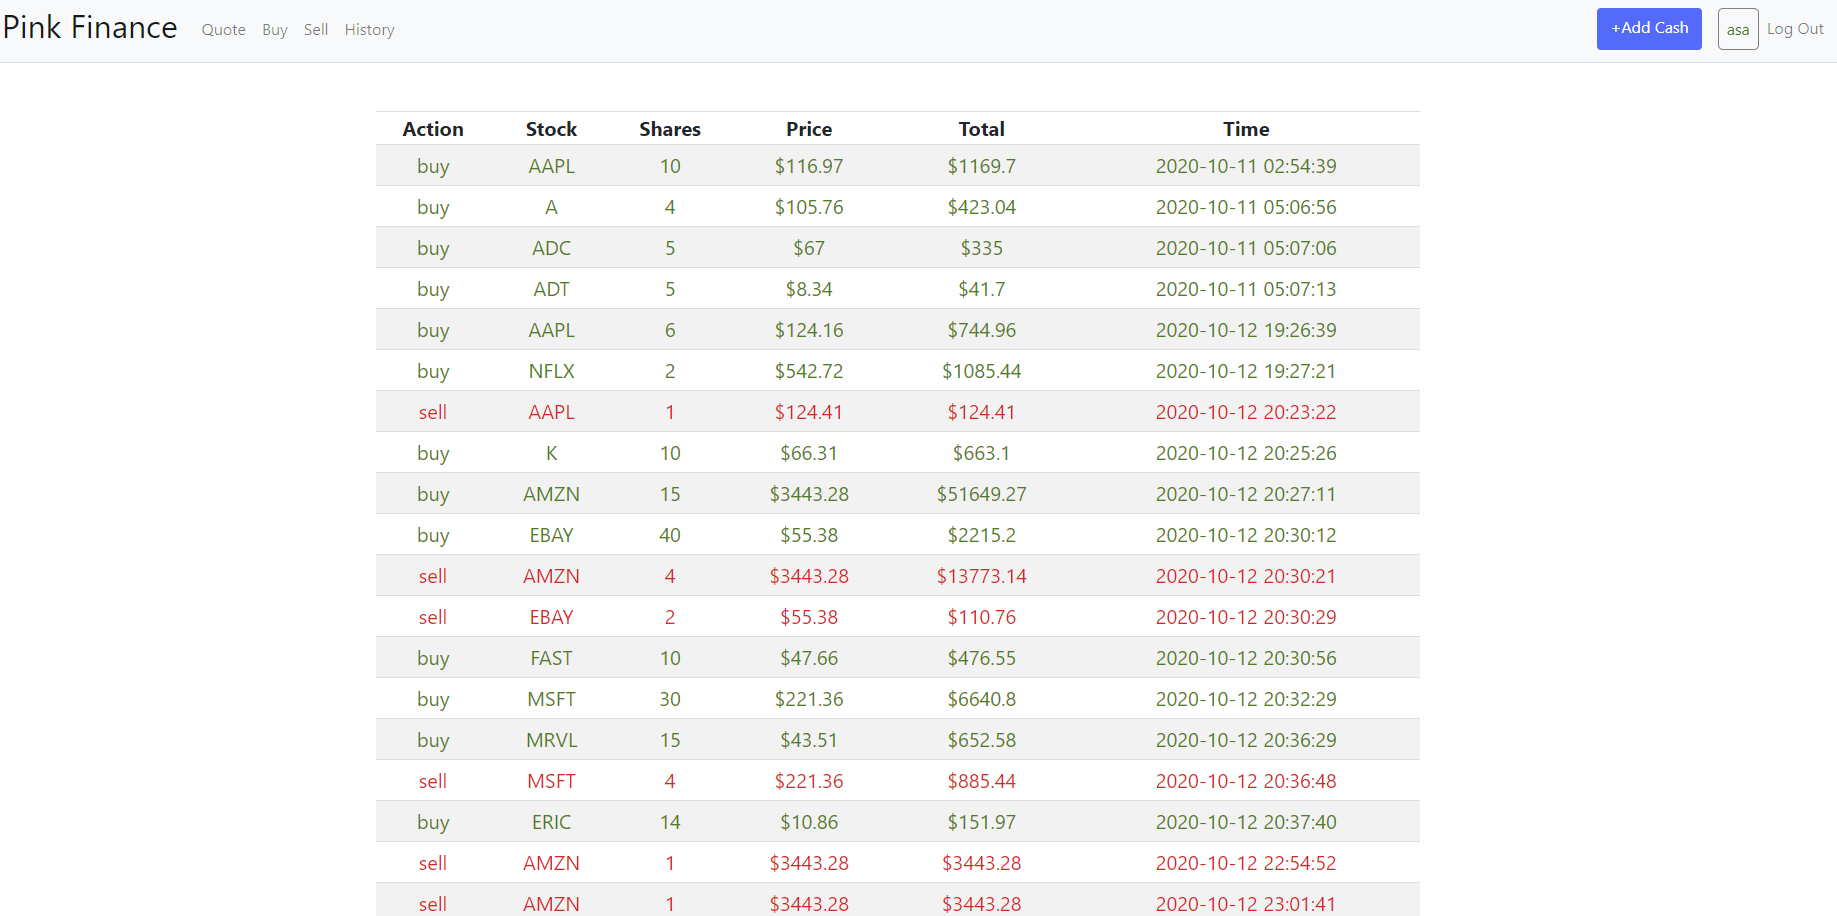 Pink Finance Quote Buy Sell History +Add Cash asa Log Out
Action Stock Shares Price Total Time
buy AAPL 10 $116.97 $1169.7 2020-10-11 02:54:39
buy A 4 $105.76 $423.04 2020-10-11 05:06:56
buy ADC 5 $67 $335 2020-10-11 05:07:06
buy ADT 5 $8.34 $41.7 2020-10-11 05:07:13
buy AAPL 6 $124.16 $744.96 2020-10-12 19:26:39
buy NFLX 2 $542.72 $1085.44 2020-10-12 19:27:21
sell AAPL 1 $124.41 $124.41 2020-10-12 20:23:22
buy K 10 $66.31 $663.1 2020-10-12 20:25:26
buy AMZN 15 $3443.28 $51649.27 2020-10-12 20:27:11
buy EBAY 40 $55.38 $2215.2 2020-10-12 20:30:12
sell AMZN 4 $3443.28 $13773.14 2020-10-12 20:30:21
sell EBAY 2 $55.38 $110.76 2020-10-12 20:30:29
buy FAST 10 $47.66 $476.55 2020-10-12 20:30:56
buy MSFT 30 $221.36 $6640.8 2020-10-12 20:32:29
buy MRVL 15 $43.51 $652.58 2020-10-12 20:36:29
sell MSFT 4 $221.36 $885.44 2020-10-12 20:36:48
buy ERIC 14 $10.86 $151.97 2020-10-12 20:37:40
sell AMZN 1 $3443.28 $3443.28 2020-10-12 22:54:52
sell AMZN 1 $3443.28 $3443.28 2020-10-12 23:01:41